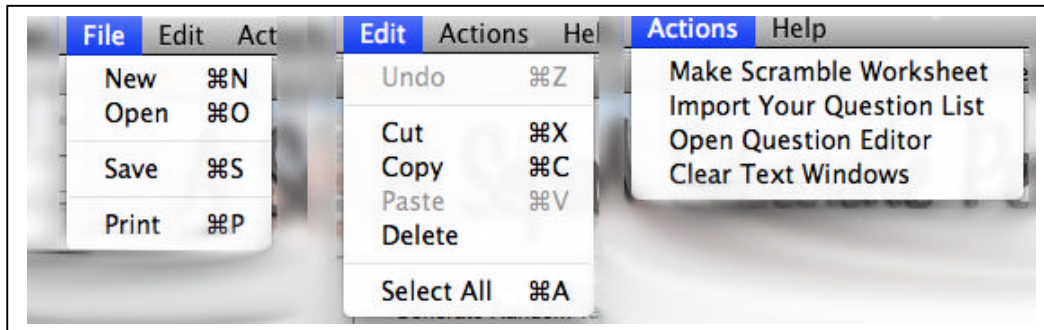 File Edit Act
New ⌘N
Open ⌘O
Save ⌘S
Print ⌘P
Edit Actions Hel
Undo ⌘Z
Cut ⌘X
Copy ⌘C
Paste ⌘V
Delete
Select All ⌘A
Actions Help
Make Scramble Worksheet
Import Your Question List
Open Question Editor
Clear Text Windows